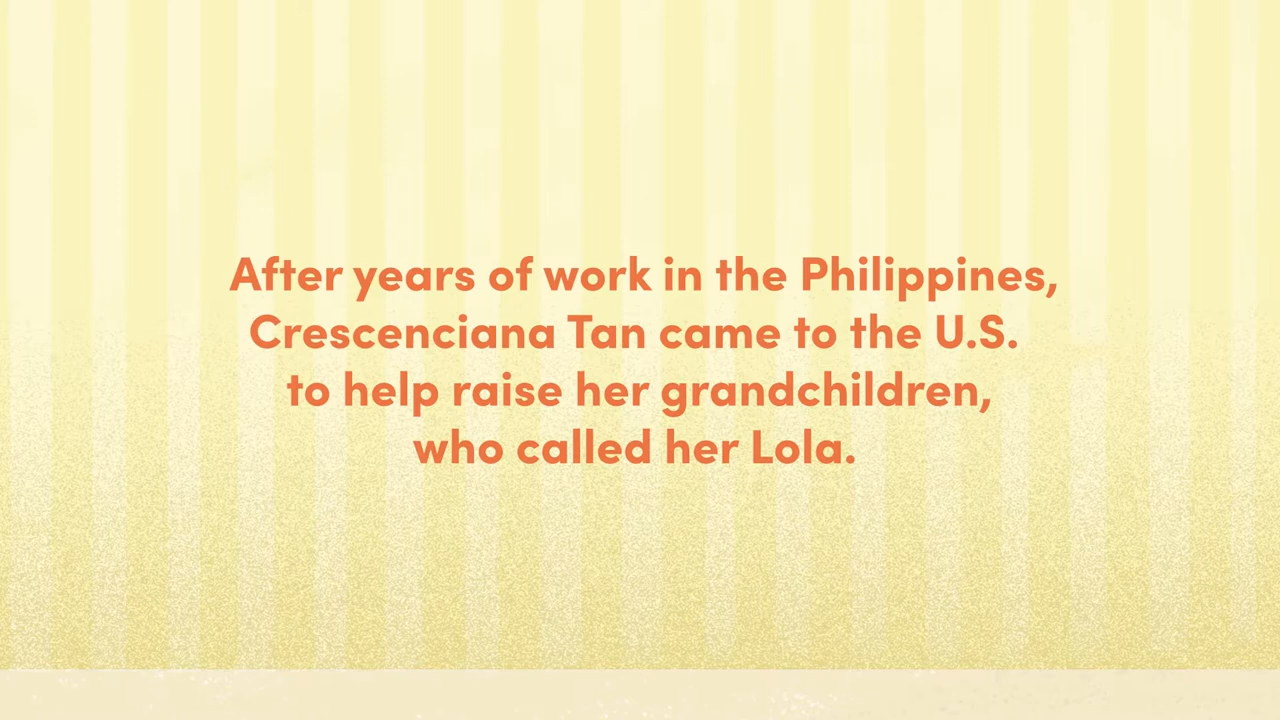 After years of work in the Philippines,
Crescenciana Tan came to the U.S.
to help raise her grandchildren,
who called her Lola.